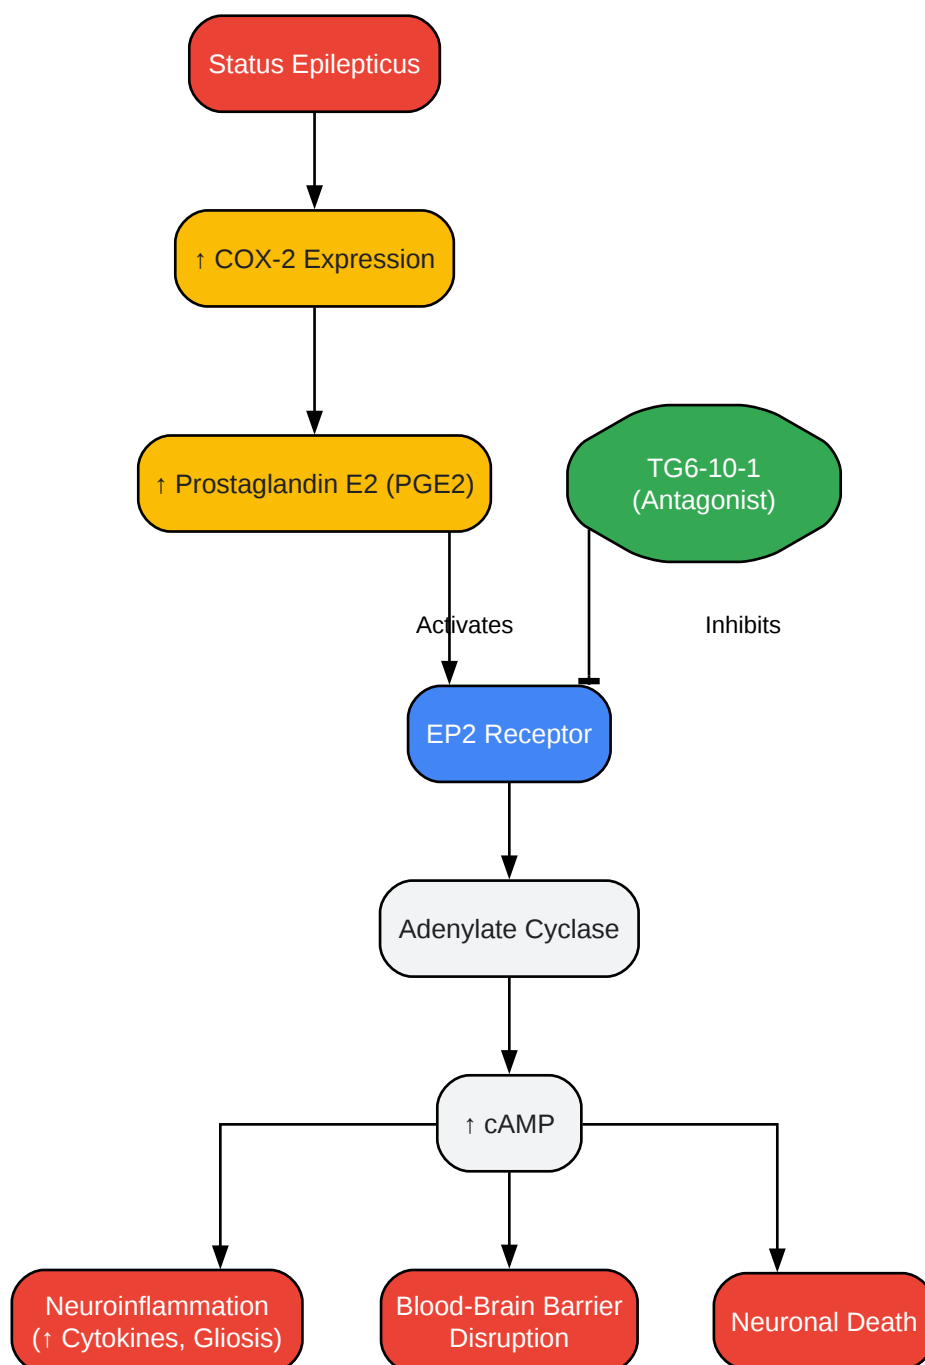 Status Epilepticus
↑ COX-2 Expression
↑ Prostaglandin E2 (PGE2)
TG6-10-1
(Antagonist)
Activates
Inhibits
EP2 Receptor
Adenylate Cyclase
↑ cAMP
Neuroinflammation
(↑ Cytokines, Gliosis)
Blood-Brain Barrier
Disruption
Neuronal Death